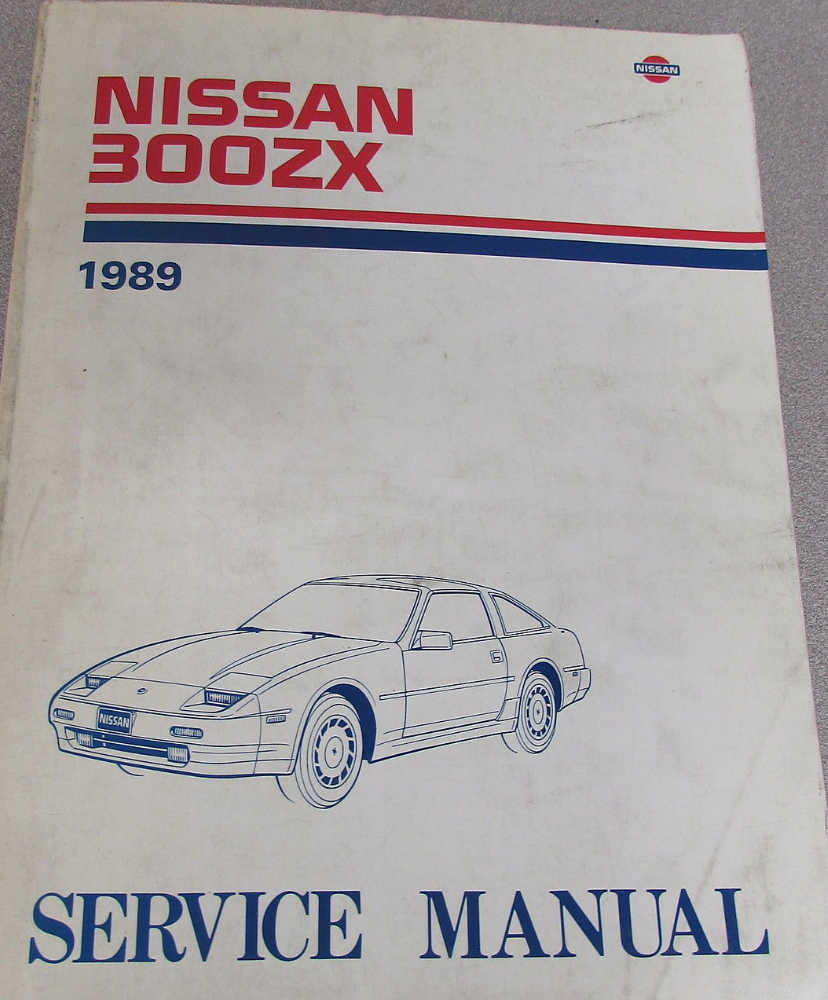 NISSAN
NISSAN
300ZX
1989
NISSAN
SERVICE MANUAL